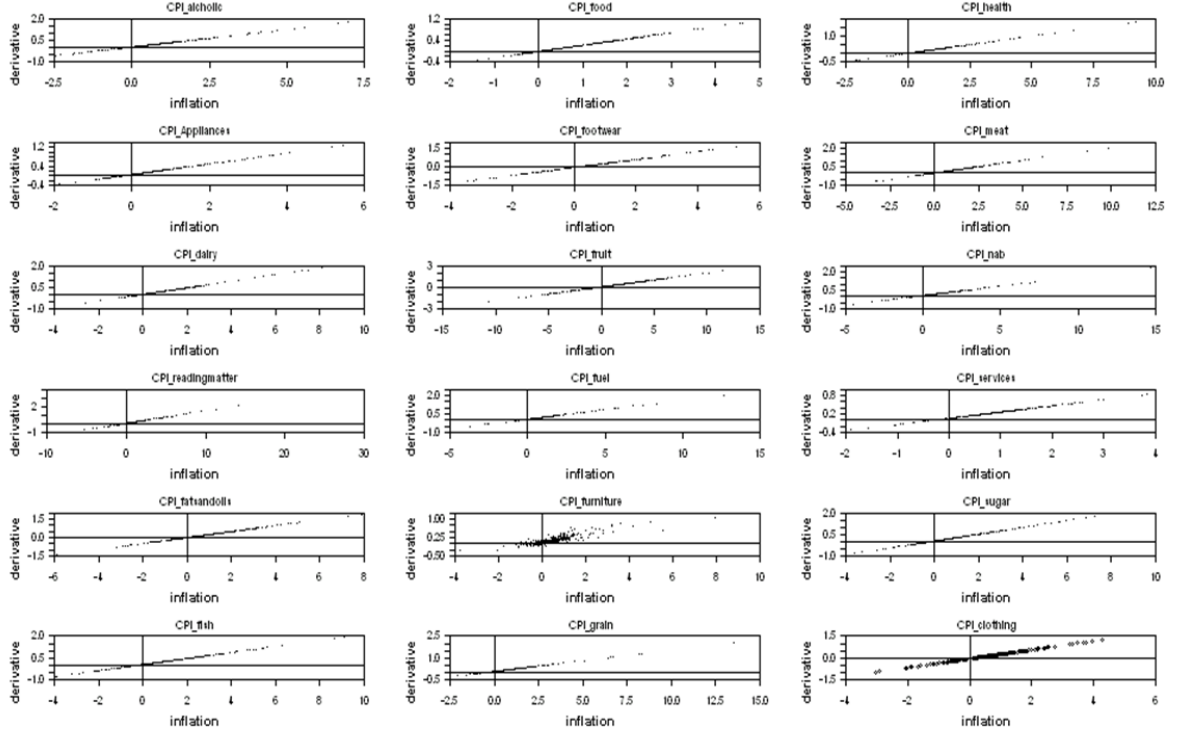 CPI_alcholic CPI_food CPI_health
derivative 2.0 0.5 -1.0 derivative 1.2 0.4 -0.4 derivative 1.0 -0.5
-2.5 0.0 2.5 5.0 7.5 -2 -1 0 1 2 3 4 5 -2.5 0.0 2.5 5.0 7.5 10.0
inflation inflation inflation
CPI_Appliances CPI_footwear CPI_meat
derivative 1.2 0.4 -0.4 derivative 1.5 0.0 -1.5 derivative 2.0 0.5 -1.0
-2 0 2 4 6 -4 -2 0 2 4 6 -5.0 -2.5 0.0 2.5 5.0 7.5 10.0 12.5
inflation inflation inflation
CPI_dairy CPI_fruit CPI_nab
derivative 2.0 0.5 -1.0 derivative 3 0 -3 derivative 2.0 0.5 -1.0
-4 -2 0 2 4 6 8 10 -15 -10 -5 0 5 10 15 -5 0 5 10 15
inflation inflation inflation
CPI_readingmatter CPI_fuel CPI_services
derivative 2 -1 derivative 2.0 0.5 -1.0 derivative 0.8 0.2 -0.4
-10 0 10 20 30 -5 0 5 10 15 -2 -1 0 1 2 3 4
inflation inflation inflation
CPI_fatsandoils CPI_furniture CPI_sugar
derivative 1.5 0.0 -1.5 derivative 1.00 0.25 -0.50 derivative 2.0 0.5 -1.0
-6 -4 -2 0 2 4 6 8 -4 -2 0 2 4 6 8 10 -4 -2 0 2 4 6 8 10
inflation inflation inflation
CPI_fish CPI_grain CPI_clothing
derivative 2.0 0.5 -1.0 derivative 2.5 1.0 -0.5 derivative 1.5 0.0 -1.5
-4 -2 0 2 4 6 8 10 -2.5 0.0 2.5 5.0 7.5 10.0 12.5 15.0 -4 -2 0 2 4 6
inflation inflation inflation